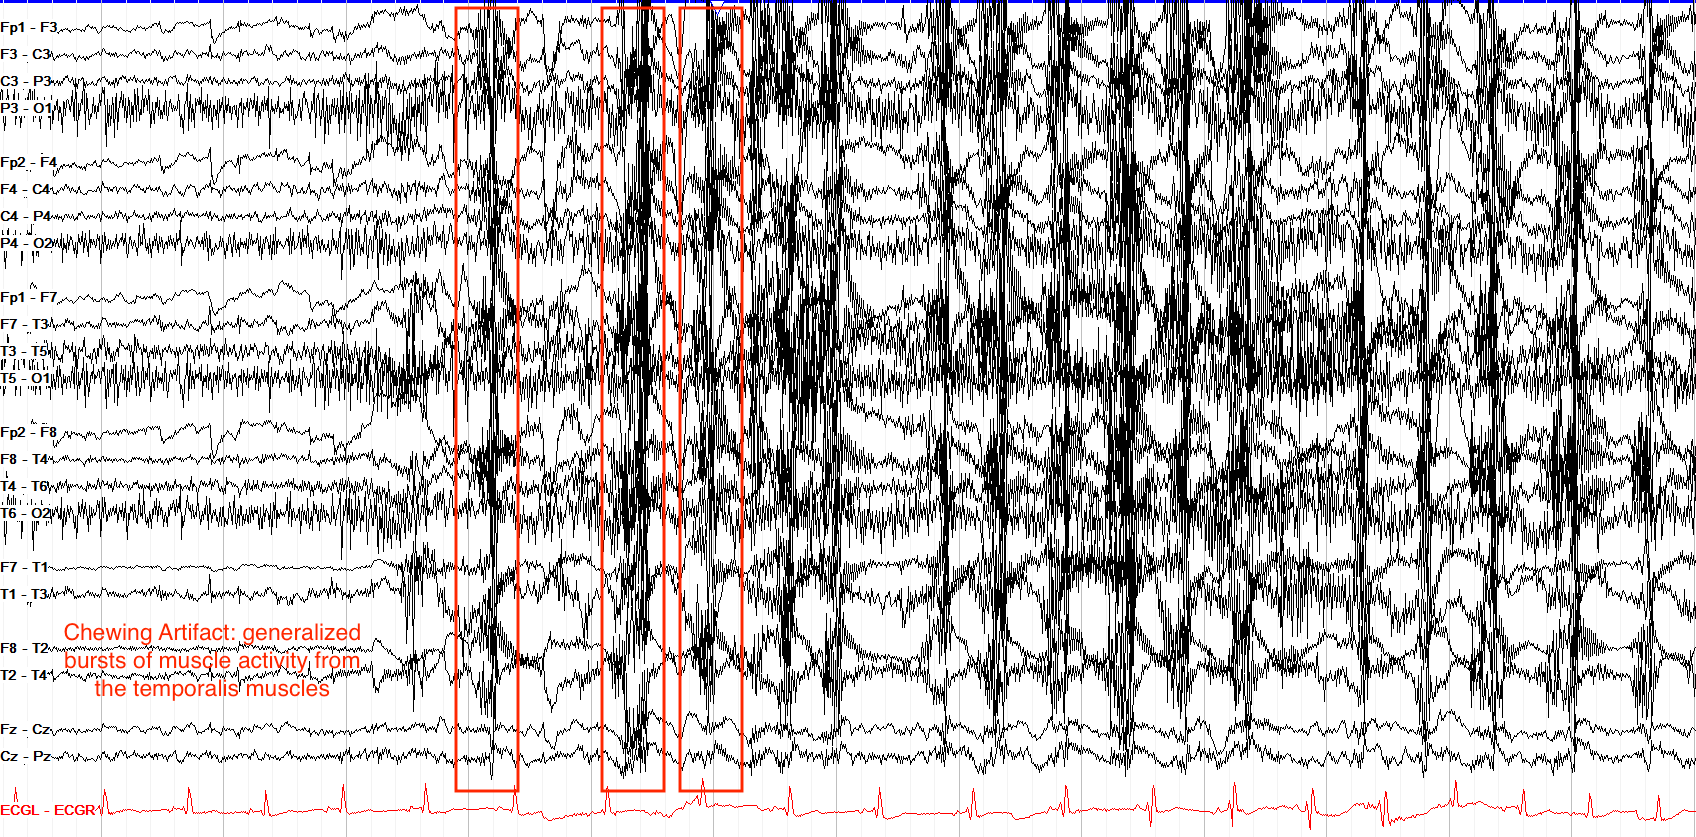 Fp1 - F3
F3 - C3
C3 - P3
P3 - O1
Fp2 - F4
F4 - C4
C4 - P4
P4 - O2
Fp1 - F7
F7 - T3
T3 - T5
T5 - O1
Fp2 - F8
F8 - T4
T4 - T6
T6 - O2
F7 - T1
T1 - T3
Chewing Artifact: generalized
F8 - T2
bursts of muscle activity from
T2 - T4
the temporalis muscles
Fz - Cz
Cz - Pz
ECGL - ECGR